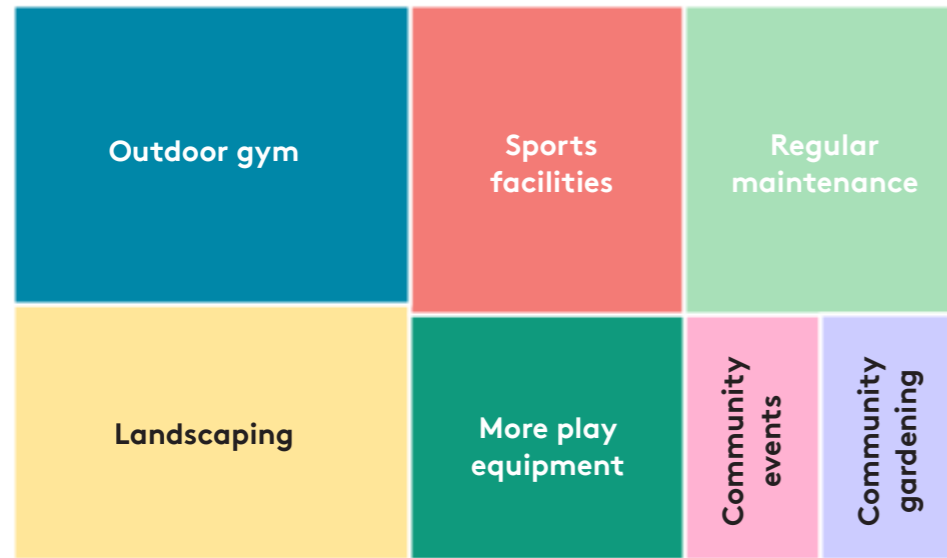 Outdoor gym
Sports
facilities
Regular
maintenance
Landscaping
More play
equipment
Community
events
Community
gardening